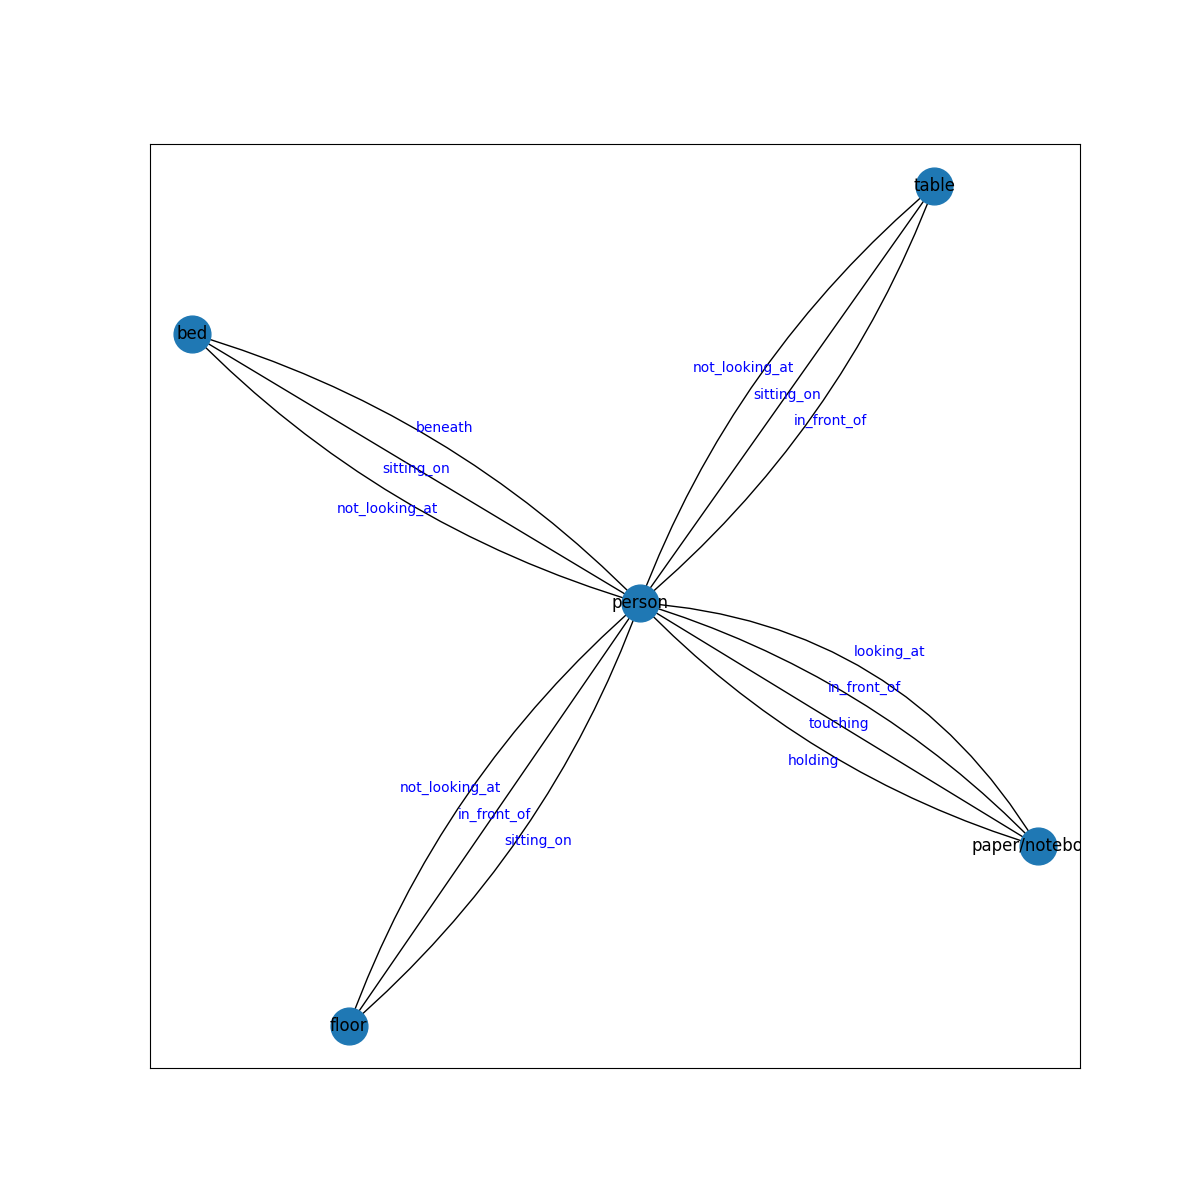 table
bed
not_looking_at
sitting_on
in_front_of
beneath
sitting_on
not_looking_at
person
looking_at
in_front_of
touching
holding
not_looking_at
in_front_of
sitting_on
paper/notebo
floor